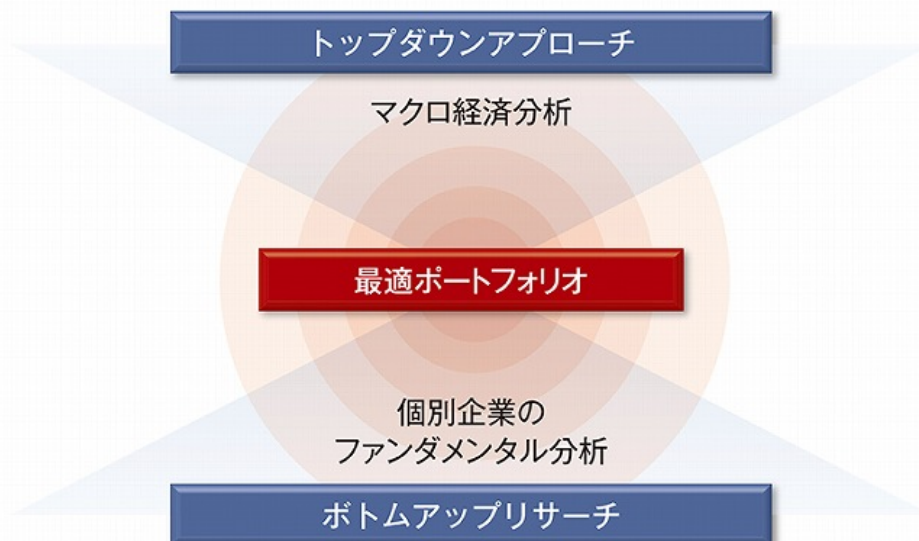 トップダウンアプローチ
マクロ経済分析
最適ポートフォリオ
個別企業の
ファンダメンタル分析
ボトムアップリサーチ